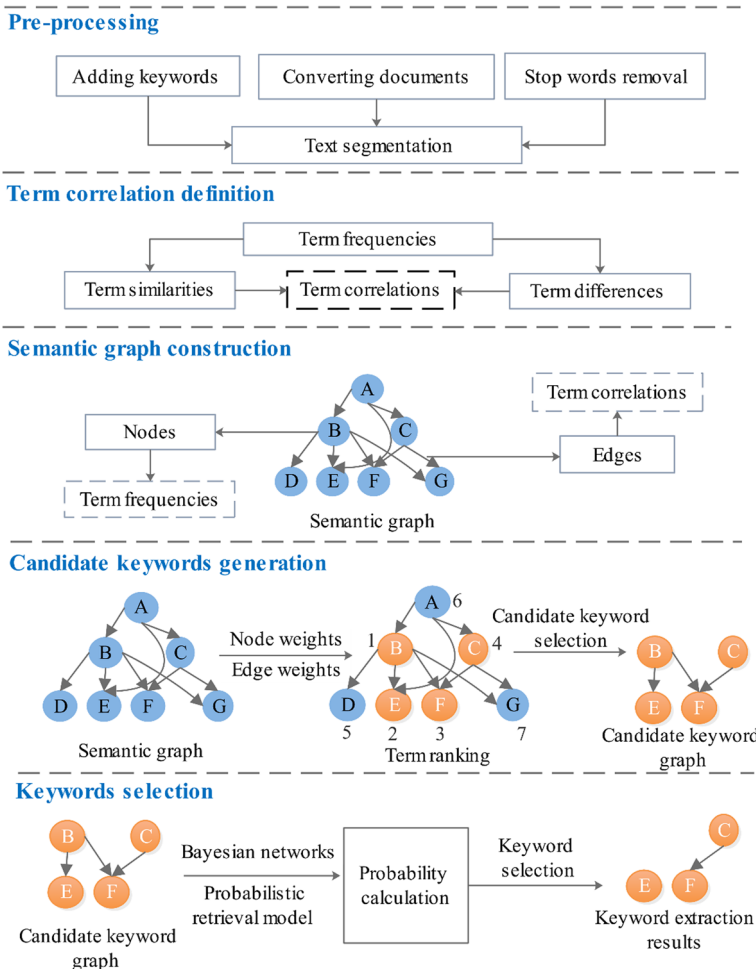 Pre-processing
Adding keywords
Converting documents
Stop words removal
Text segmentation
Term correlation definition
Term frequencies
Term similarities
Term correlations
Term differences
Semantic graph construction
A
Term correlations
Nodes
B
C
Edges
D
E
F
G
Term frequencies
Semantic graph
Candidate keywords generation
A
B
C
D
E
F
G
Semantic graph
Node weights
Edge weights
A
6
1
B
C
4
D
E
F
G
5
2
3
7
Term ranking
Candidate keyword
selection
B
C
E
F
Candidate keyword
graph
Keywords selection
B
C
E
F
Candidate keyword
graph
Bayesian networks
Probabilistic
retrieval model
Probability
calculation
Keyword
selection
C
E
F
Keyword extraction
results